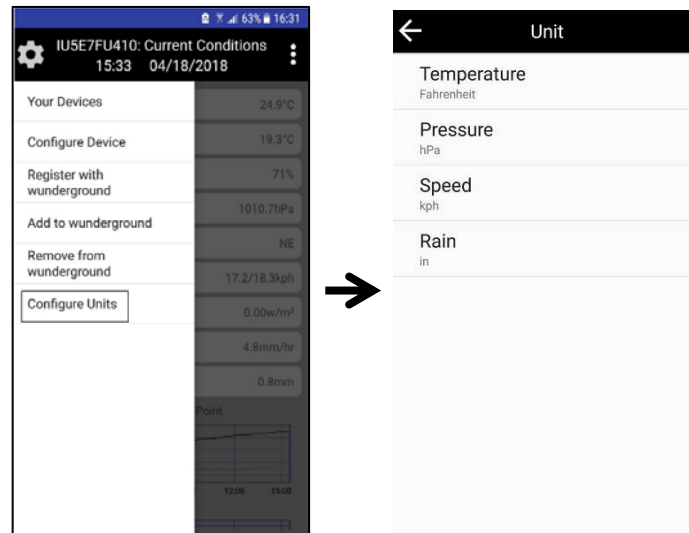 63% 16:31
IU5E7FU410: Current Conditions
15:33 04/18/2018
Your Devices
24.9°C
Configure Device
19.3°C
Register with
wunderground
71%
Add to wunderground
1010.7hPa
Remove from
wunderground
NE
17.2/18.3kph
Configure Units
0.00w/m²
4.8mm/hr
0.8mm
Point
12:00 15:00
Unit
Temperature
Fahrenheit
Pressure
hPa
Speed
kph
Rain
in